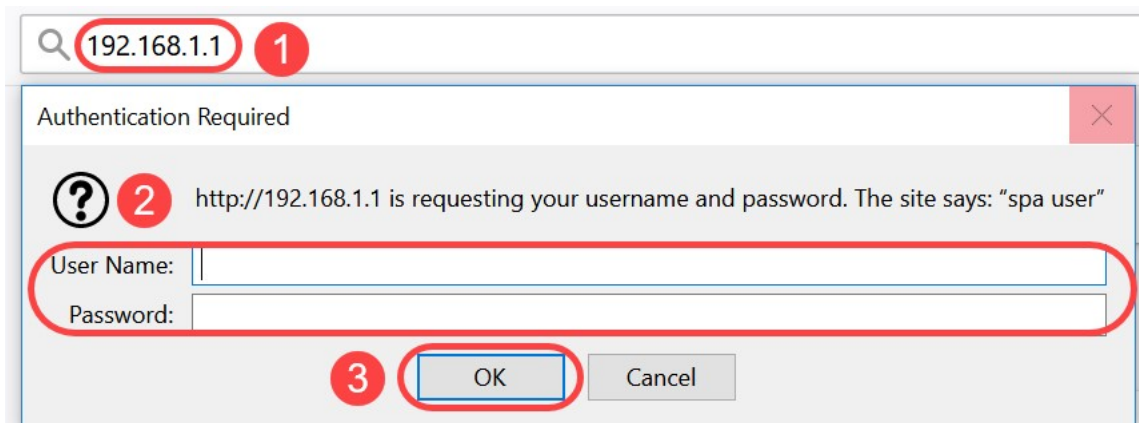 192.168.1.1 1
Authentication Required
? 2 http://192.168.1.1 is requesting your username and password. The site says: “spa user”
User Name:
Password:
3 OK Cancel